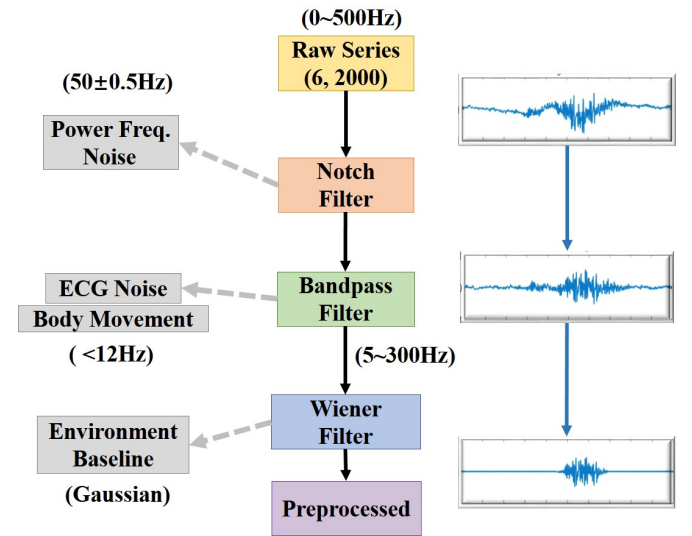 (0~500Hz)
Raw Series
(6, 2000)
(50±0.5Hz)
Power Freq.
Noise
Notch
Filter
ECG Noise
Body Movement
( <12Hz)
Bandpass
Filter
(5~300Hz)
Wiener
Filter
Environment
Baseline
(Gaussian)
Preprocessed